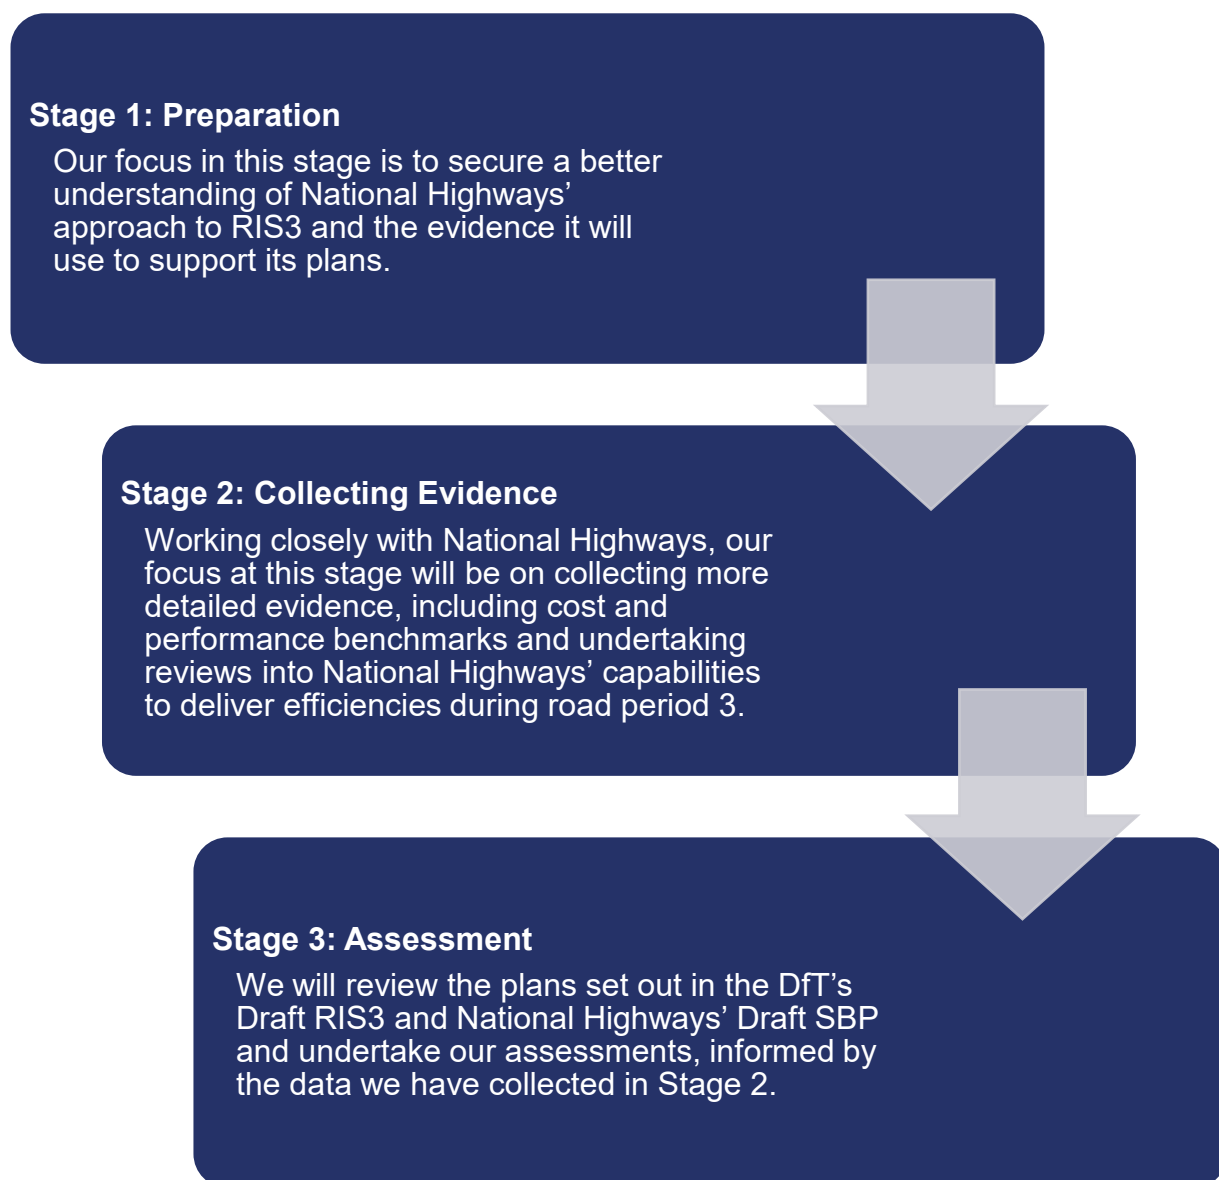 Stage 1: Preparation
Our focus in this stage is to secure a better
understanding of National Highways’
approach to RIS3 and the evidence it will
use to support its plans.
Stage 2: Collecting Evidence
Working closely with National Highways, our
focus at this stage will be on collecting more
detailed evidence, including cost and
performance benchmarks and undertaking
reviews into National Highways’ capabilities
to deliver efficiencies during road period 3.
Stage 3: Assessment
We will review the plans set out in the DfT’s
Draft RIS3 and National Highways’ Draft SBP
and undertake our assessments, informed by
the data we have collected in Stage 2.